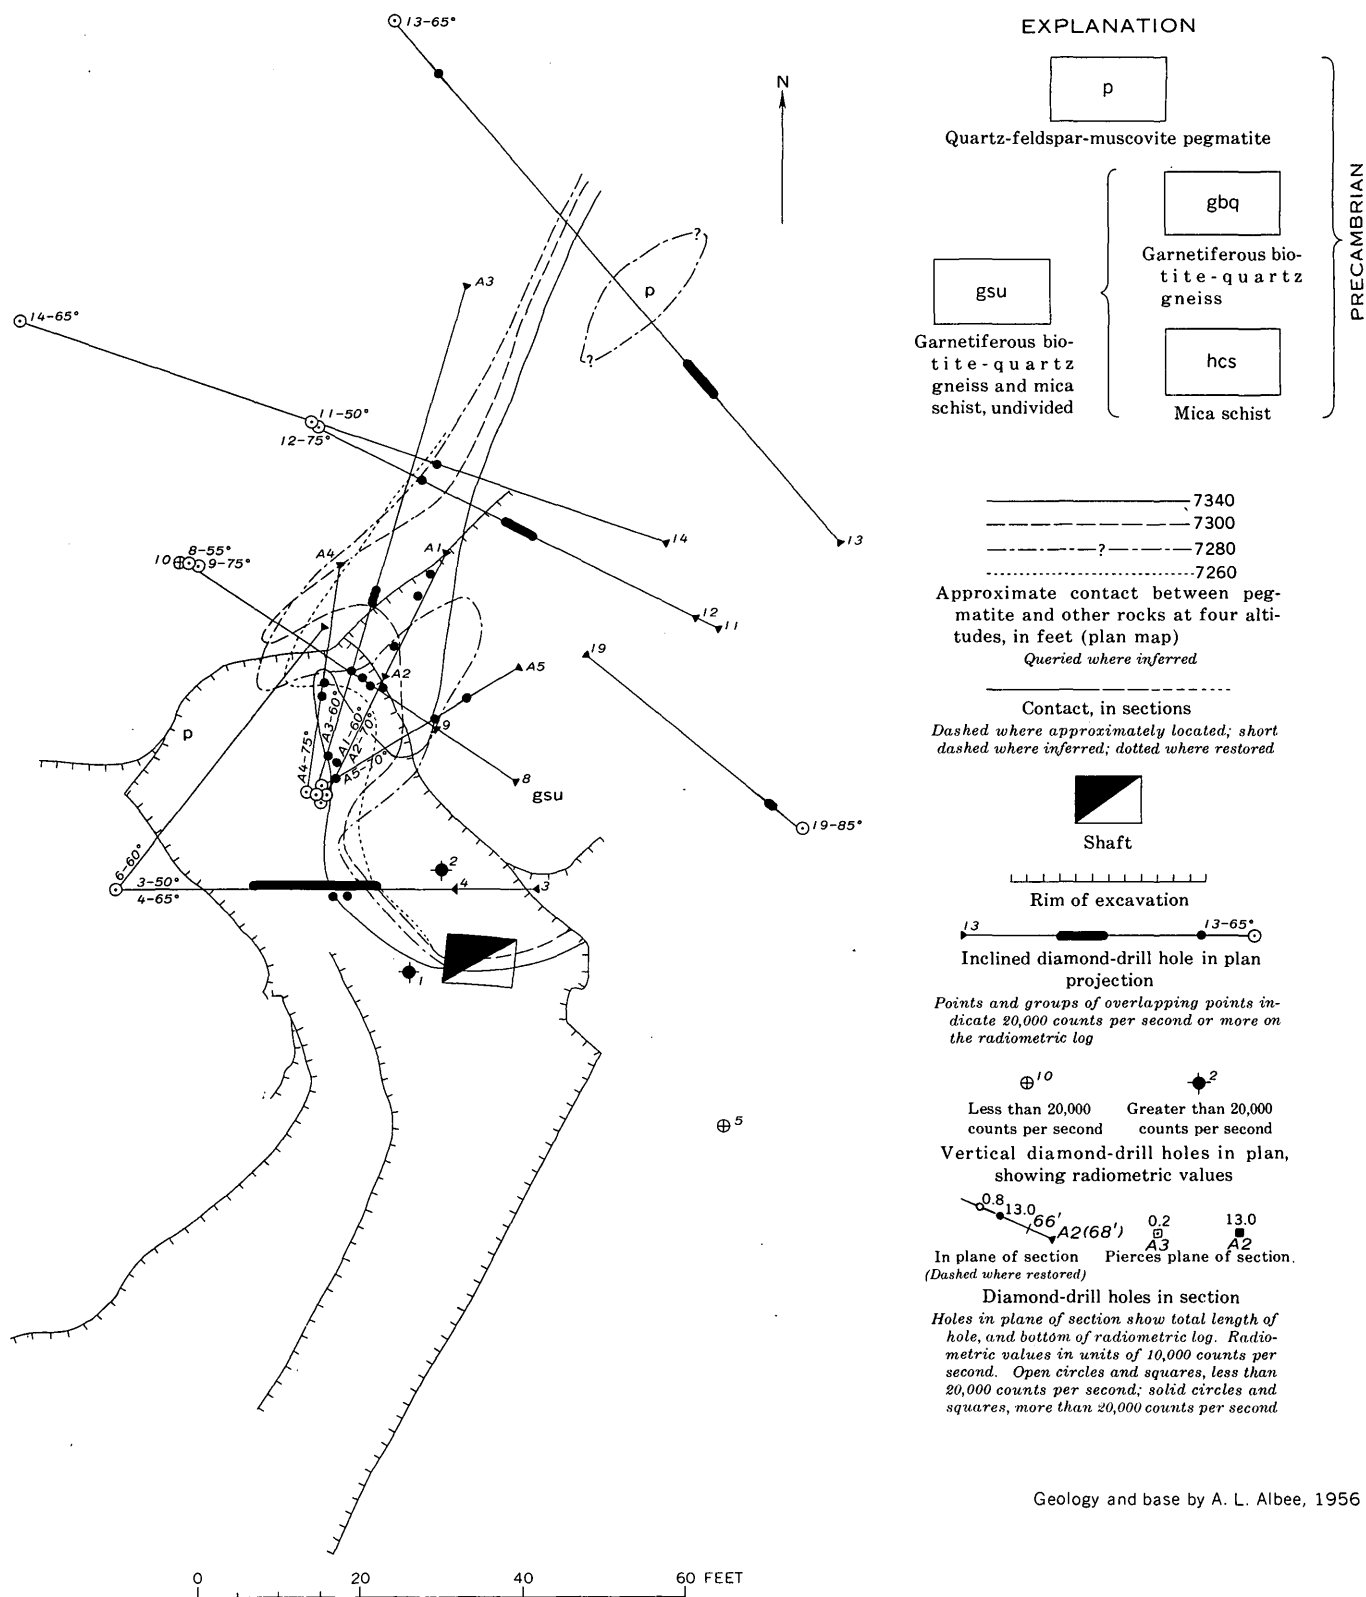 13-65°
N
A3
?
p
?
14-65°
11-50°
12-75°
14
13
8-55°
10
9-75°
A4
A1
12
11
19
A5
A2
p
A4-75°
A3-60°
A1-60°
A2-70°
A5-70°
9
8
gsu
19-85°
6-60°
3-50°
4-65°
2
4
3
1
5
0 20 40 60 FEET
EXPLANATION
p
Quartz-feldspar-muscovite pegmatite
gbq
Garnetiferous bio-
tite-quartz
gneiss
gsu
Garnetiferous bio-
tite-quartz
gneiss and mica
schist, undivided
hcs
Mica schist
PRECAMBRIAN
7340
7300
?
7280
7260
Approximate contact between peg-
matite and other rocks at four alti-
tudes, in feet (plan map)
Queried where inferred
Contact, in sections
Dashed where approximately located; short
dashed where inferred; dotted where restored
Shaft
Rim of excavation
13
13-65°
Inclined diamond-drill hole in plan
projection
Points and groups of overlapping points in-
dicate 20,000 counts per second or more on
the radiometric log
10
2
Less than 20,000
counts per second
Greater than 20,000
counts per second
Vertical diamond-drill holes in plan,
showing radiometric values
0.8
13.0
66'
A2(68')
0.2
A3
13.0
A2
In plane of section
(Dashed where restored)
Pierces plane of section.
Diamond-drill holes in section
Holes in plane of section show total length of
hole, and bottom of radiometric log. Radio-
metric values in units of 10,000 counts per
second. Open circles and squares, less than
20,000 counts per second; solid circles and
squares, more than 20,000 counts per second
Geology and base by A. L. Albee, 1956